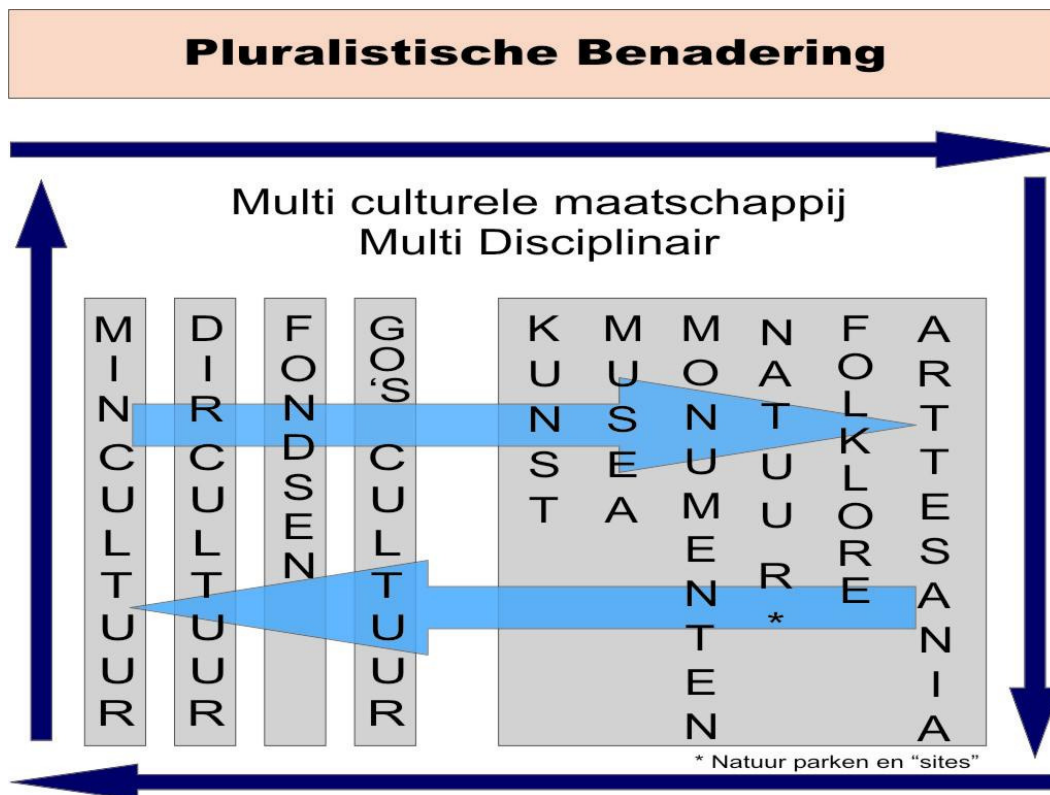 Pluralistische Benadering
Multi culturele maatschappij
Multi Disciplinair
MIN CULTUUR
DIR CULTUUR
FONDSEN
GO‘S CULTUUR
KUNST
MUSEA
MONUMENTEN
NATUUR*
FOLKLORE
ARTTESANIA
* Natuur parken en “sites”